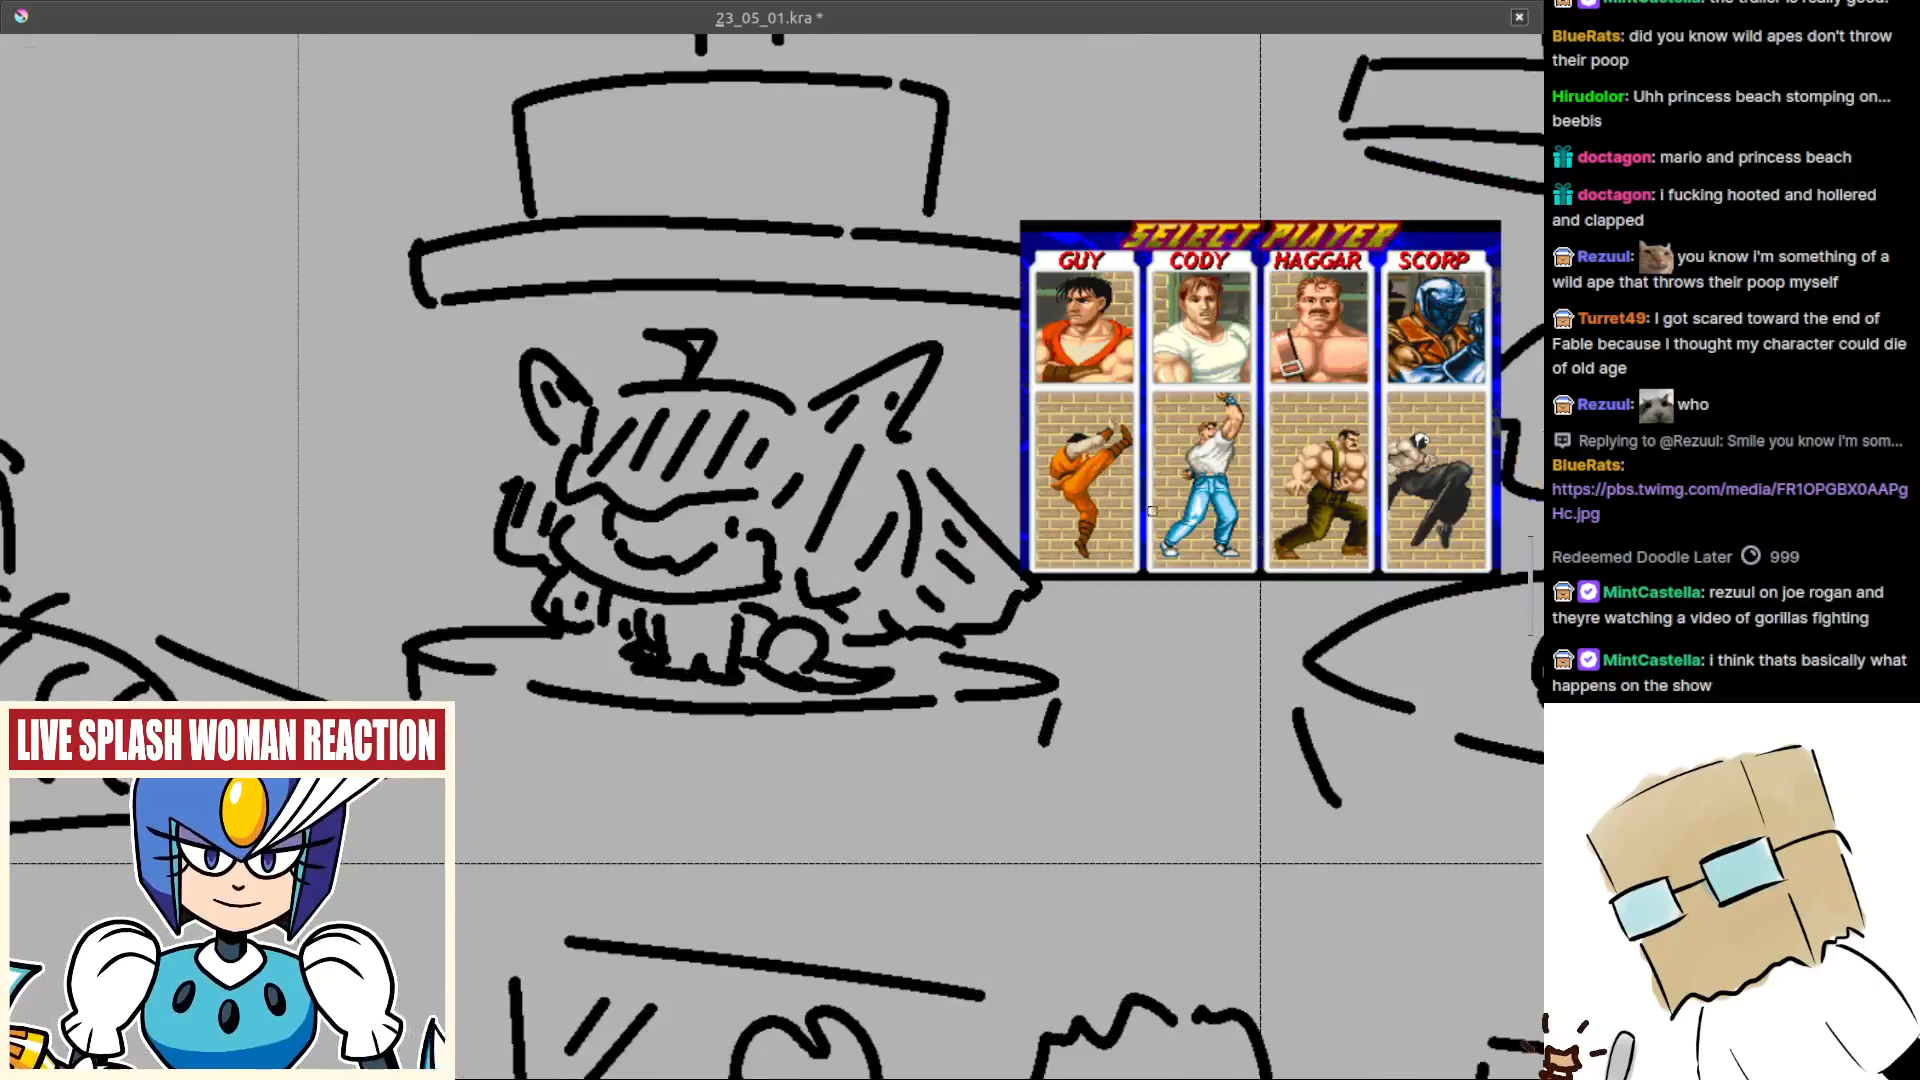 23_05_01.kra *
SELECT PLAYER
GUY
CODY
HAGGAR
SCORP
LIVE SPLASH WOMAN REACTION
BlueRats: did you know wild apes don't throw
their poop
Hirudolor: Uhh princess beach stomping on...
beebis
doctagon: mario and princess beach
doctagon: i fucking hooted and hollered
and clapped
Rezuul: you know I'm something of a
wild ape that throws their poop myself
Turret49: I got scared toward the end of
Fable because I thought my character could die
of old age
Rezuul: who
Replying to @Rezuul: Smile you know I'm som...
BlueRats:
https://pbs.twimg.com/media/FR1OPGBX0AAPg
Hc.jpg
Redeemed Doodle Later 999
MintCastella: rezuul on joe rogan and
theyre watching a video of gorillas fighting
MintCastella: i think thats basically what
happens on the show